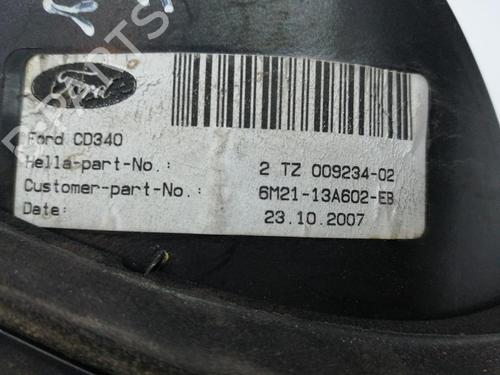 Ford
Ford CD340
Hella-part-No.: 2 TZ 009234-02
Customer-part-No.: 6M21-13A602-EB
Date: 23.10.2007